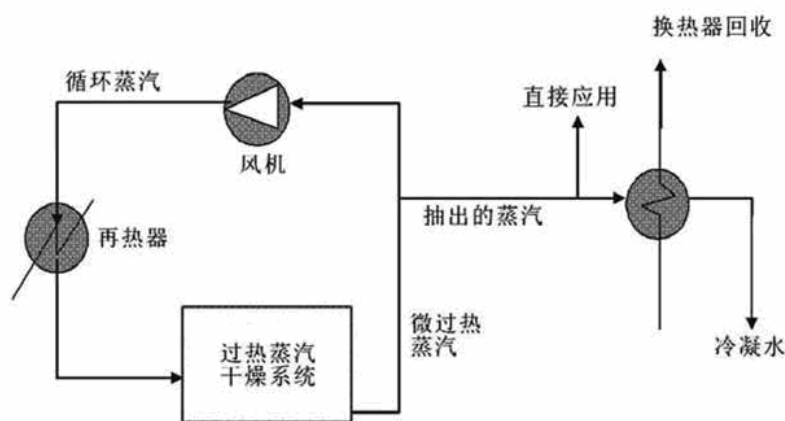 换热器回收
循环蒸汽
直接应用
风机
抽出的蒸汽
再热器
微过热
蒸汽
过热蒸汽
干燥系统
冷凝水